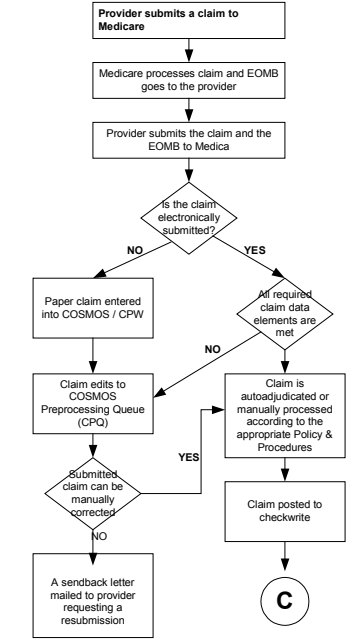 Provider submits a claim to
Medicare
Medicare processes claim and EOMB
goes to the provider
Provider submits the claim and the
EOMB to Medica
Is the claim
electronically
submitted?
NO
YES
Paper claim entered
into COSMOS / CPW
All required
claim data
elements are
met
NO
Claim edits to
COSMOS
Preprocessing Queue
(CPQ)
Claim is
autoadjudicated or
manually processed
according to the
appropriate Policy &
Procedures
YES
Submitted
claim can be
manually
corrected
NO
Claim posted to
checkwrite
A sendback letter
mailed to provider
requesting a
resubmission
C